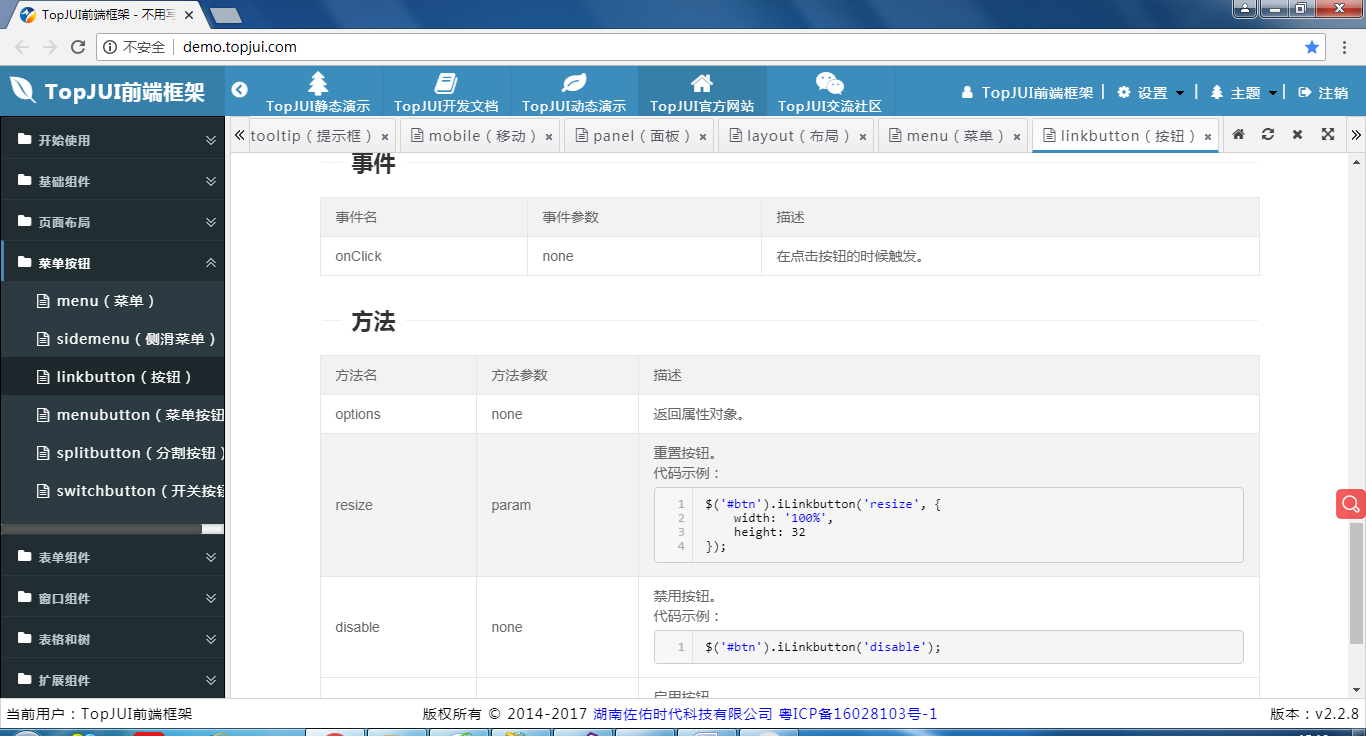 TopJUI前端框架 - 不用写
不安全 demo.topjui.com
TopJUI前端框架 TopJUI静态演示 TopJUI开发文档 TopJUI动态演示 TopJUI官方网站 TopJUI交流社区 TopJUI前端框架 设置 主题 注销
tooltip（提示框） mobile（移动） panel（面板） layout（布局） menu（菜单） linkbutton（按钮）
开始使用
基础组件
页面布局
菜单按钮
menu（菜单）
sidemenu（侧滑菜单）
linkbutton（按钮）
menubutton（菜单按钮
splitbutton（分割按钮）
switchbutton（开关按钮
表单组件
窗口组件
表格和树
扩展组件
事件
事件名 事件参数 描述
onClick none 在点击按钮的时候触发。
方法
方法名 方法参数 描述
options none 返回属性对象。
resize param 重置按钮。
代码示例：
1 $('#btn').iLinkbutton('resize', {
2 width: '100%',
3 height: 32
4 });
disable none 禁用按钮。
代码示例：
1 $('#btn').iLinkbutton('disable');
启用按钮
当前用户：TopJUI前端框架 版权所有 © 2014-2017 湖南佐佑时代科技有限公司 粤ICP备16028103号-1 版本：v2.2.8